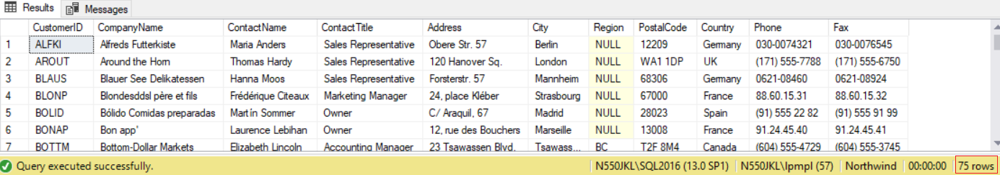 Results Messages
CustomerID CompanyName ContactName ContactTitle Address City Region PostalCode Country Phone Fax
1 ALFKI Alfreds Futterkiste Maria Anders Sales Representative Obere Str. 57 Berlin NULL 12209 Germany 030-0074321 030-0076545
2 AROUT Around the Horn Thomas Hardy Sales Representative 120 Hanover Sq. London NULL WA1 1DP UK (171) 555-7788 (171) 555-6750
3 BLAUS Blauer See Delikatessen Hanna Moos Sales Representative Forsterstr. 57 Mannheim NULL 68306 Germany 0621-08460 0621-08924
4 BLONP Blondesddsl père et fils Frédérique Citeaux Marketing Manager 24, place Kléber Strasbourg NULL 67000 France 88.60.15.31 88.60.15.32
5 BOLID Bólido Comidas preparadas Martín Sommer Owner C/ Araquil, 67 Madrid NULL 28023 Spain (91) 555 22 82 (91) 555 91 99
6 BONAP Bon app' Laurence Lebihan Owner 12, rue des Bouchers Marseille NULL 13008 France 91.24.45.40 91.24.45.41
7 BOTTM Bottom-Dollar Markets Elizabeth Lincoln Accounting Manager 23 Tsawassen Blvd. Tsawass... BC T2F 8M4 Canada (604) 555-4729 (604) 555-3745
Query executed successfully. N550JKL\SQL2016 (13.0 SP1) N550JKL\lpmpl (57) Northwind 00:00:00 75 rows